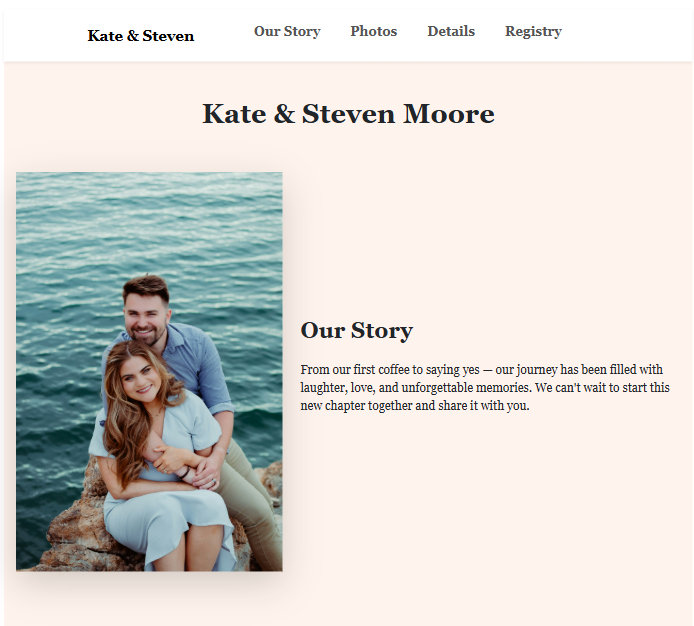 Kate & Steven
Our Story
Photos
Details
Registry
Kate & Steven Moore
Our Story
From our first coffee to saying yes — our journey has been filled with
laughter, love, and unforgettable memories. We can't wait to start this
new chapter together and share it with you.